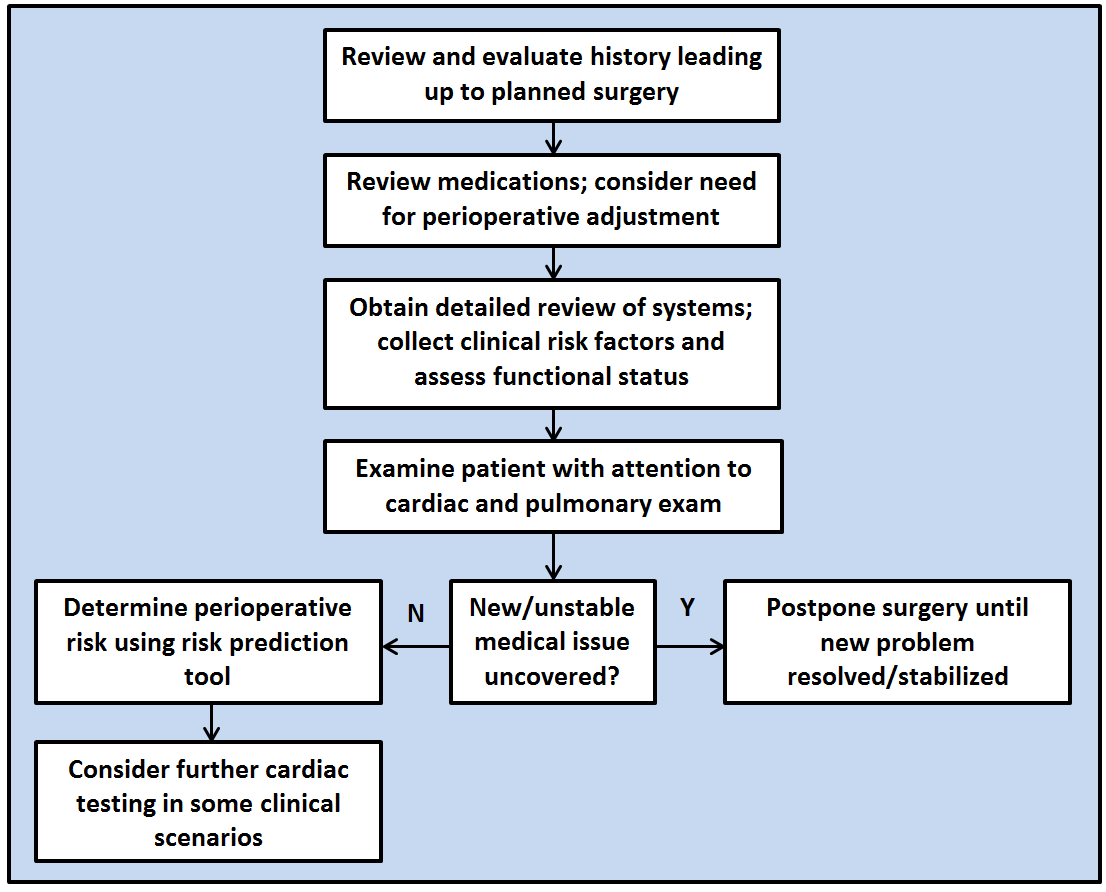 Review and evaluate history leading
up to planned surgery
Review medications; consider need
for perioperative adjustment
Obtain detailed review of systems;
collect clinical risk factors and
assess functional status
Examine patient with attention to
cardiac and pulmonary exam
New/unstable
medical issue
uncovered?
N
Determine perioperative
risk using risk prediction
tool
Y
Postpone surgery until
new problem
resolved/stabilized
Consider further cardiac
testing in some clinical
scenarios